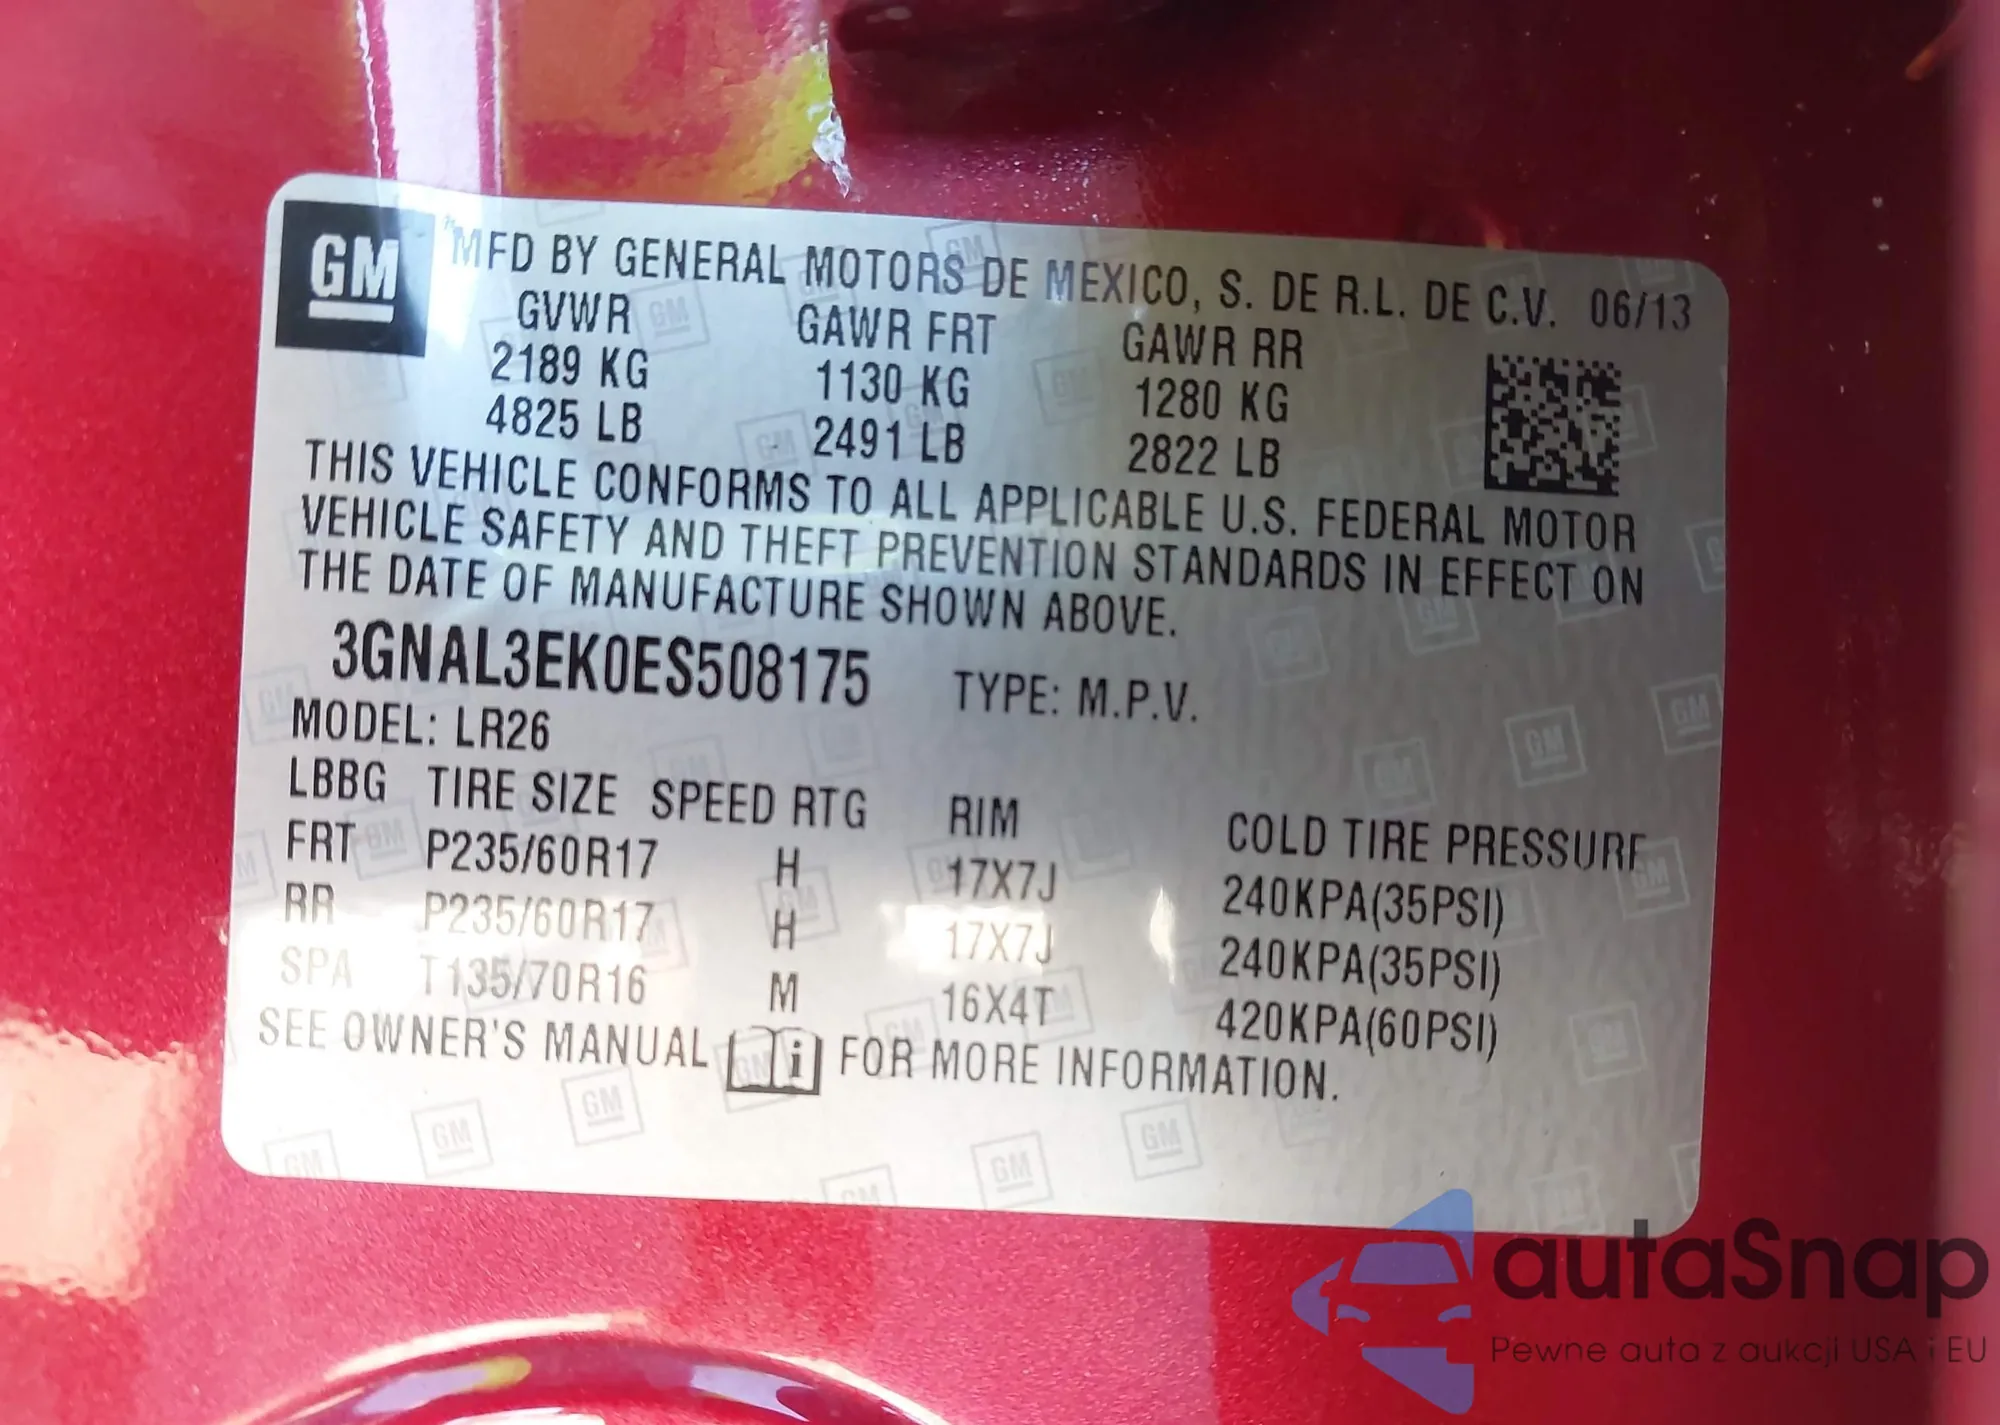 GM
MFD BY GENERAL MOTORS DE MEXICO, S. DE R.L. DE C.V. 06/13
GVWR GAWR FRT GAWR RR
2189 KG 1130 KG 1280 KG
4825 LB 2491 LB 2822 LB
THIS VEHICLE CONFORMS TO ALL APPLICABLE U.S. FEDERAL MOTOR
VEHICLE SAFETY AND THEFT PREVENTION STANDARDS IN EFFECT ON
THE DATE OF MANUFACTURE SHOWN ABOVE.
3GNAL3EK0ES508175 TYPE: M.P.V.
MODEL: LR26
LBBG TIRE SIZE SPEED RTG RIM COLD TIRE PRESSURE
FRT P235/60R17 H 17X7J 240KPA(35PSI)
RR P235/60R17 H 17X7J 240KPA(35PSI)
SPA T135/70R16 M 16X4T 420KPA(60PSI)
SEE OWNER'S MANUAL i FOR MORE INFORMATION.
autaSnap
Pewne auta z aukcji USA i EU